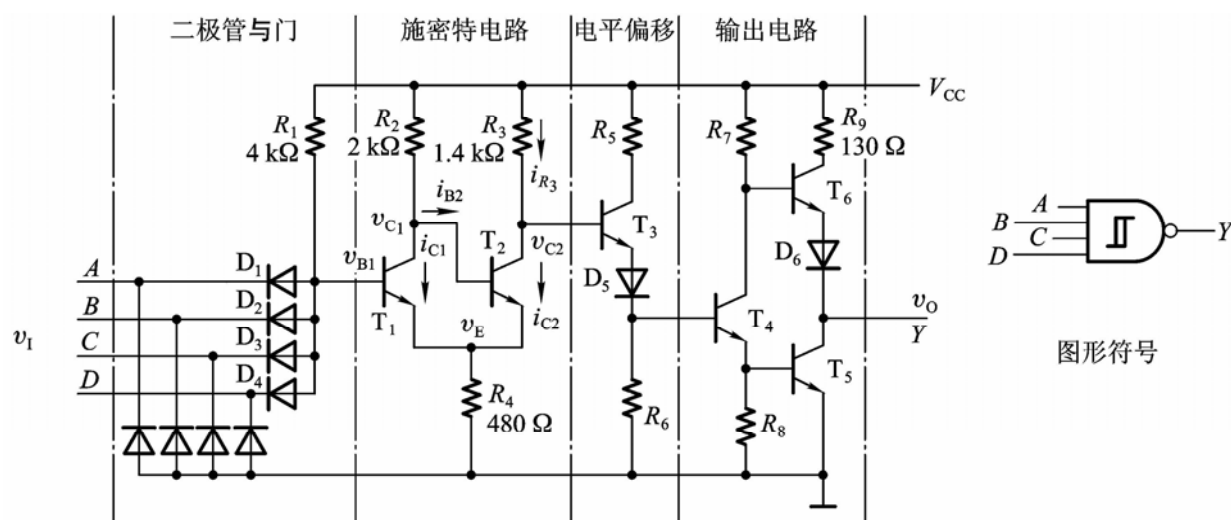 二极管与门 施密特电路 电平偏移 输出电路
V_CC
R_1 4 kΩ
R_2 2 kΩ
R_3 1.4 kΩ
i_R3
R_5
R_7
R_9 130 Ω
i_B2
v_C1
i_C1
T_1
T_2
v_C2
i_C2
T_3
D_5
T_6
D_6
v_B1
v_E
T_4
T_5
v_O
Y
v_I
A D_1
B D_2
C D_3
D D_4
R_4 480 Ω
R_6
R_8
A
B
C
D
Y
图形符号